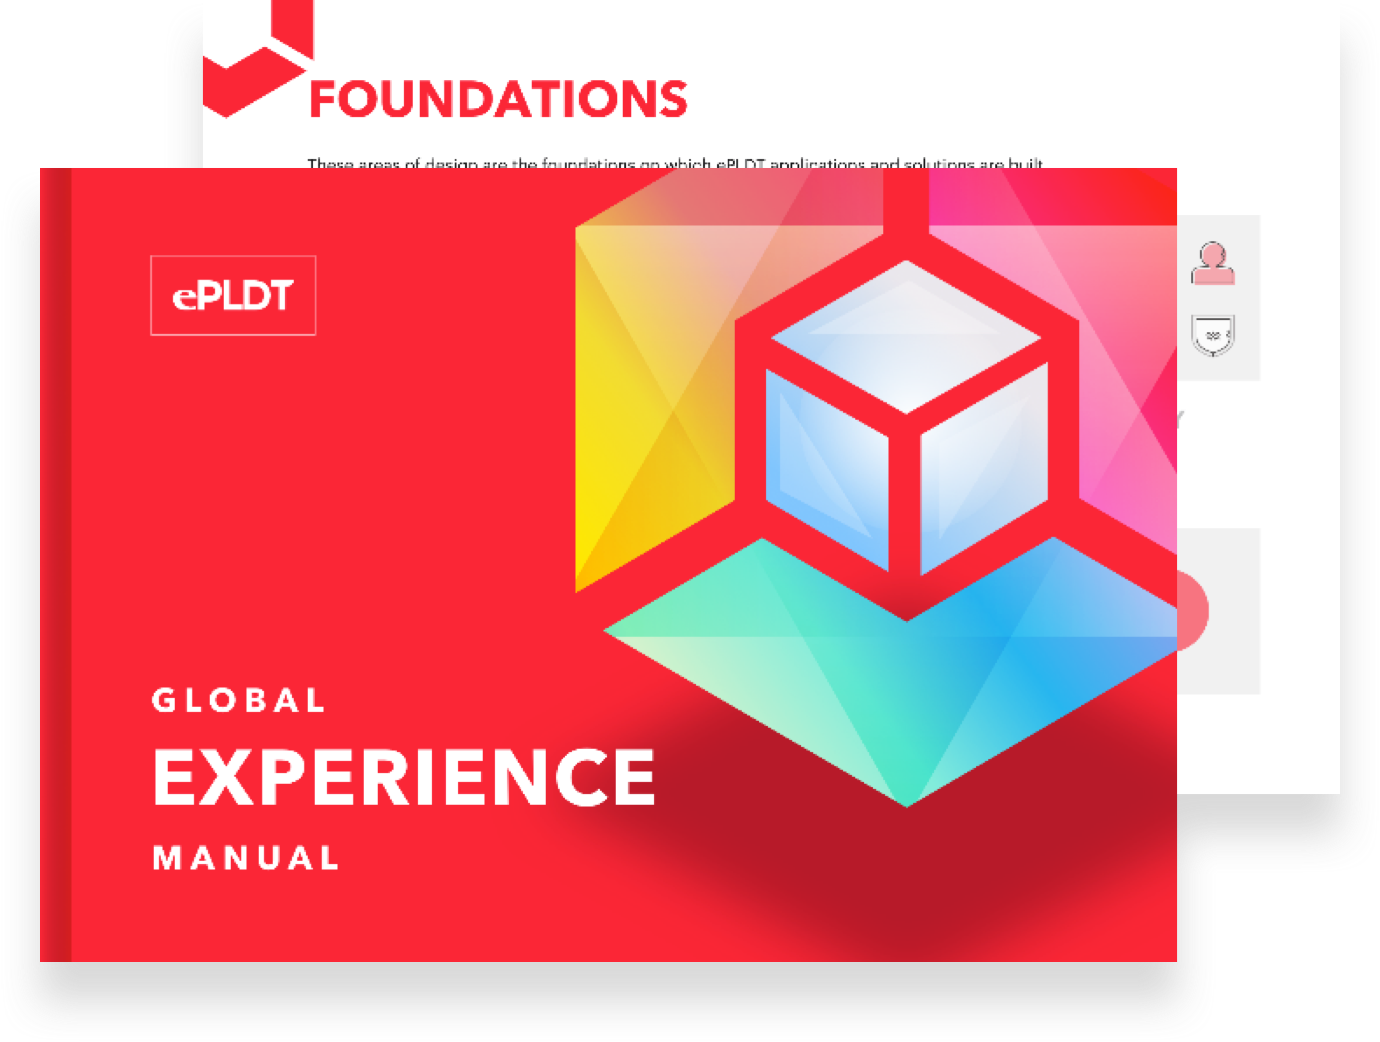 FOUNDATIONS
These areas of design are the foundations on which ePLDT applications and solutions are built
ePLDT
GLOBAL
EXPERIENCE
MANUAL